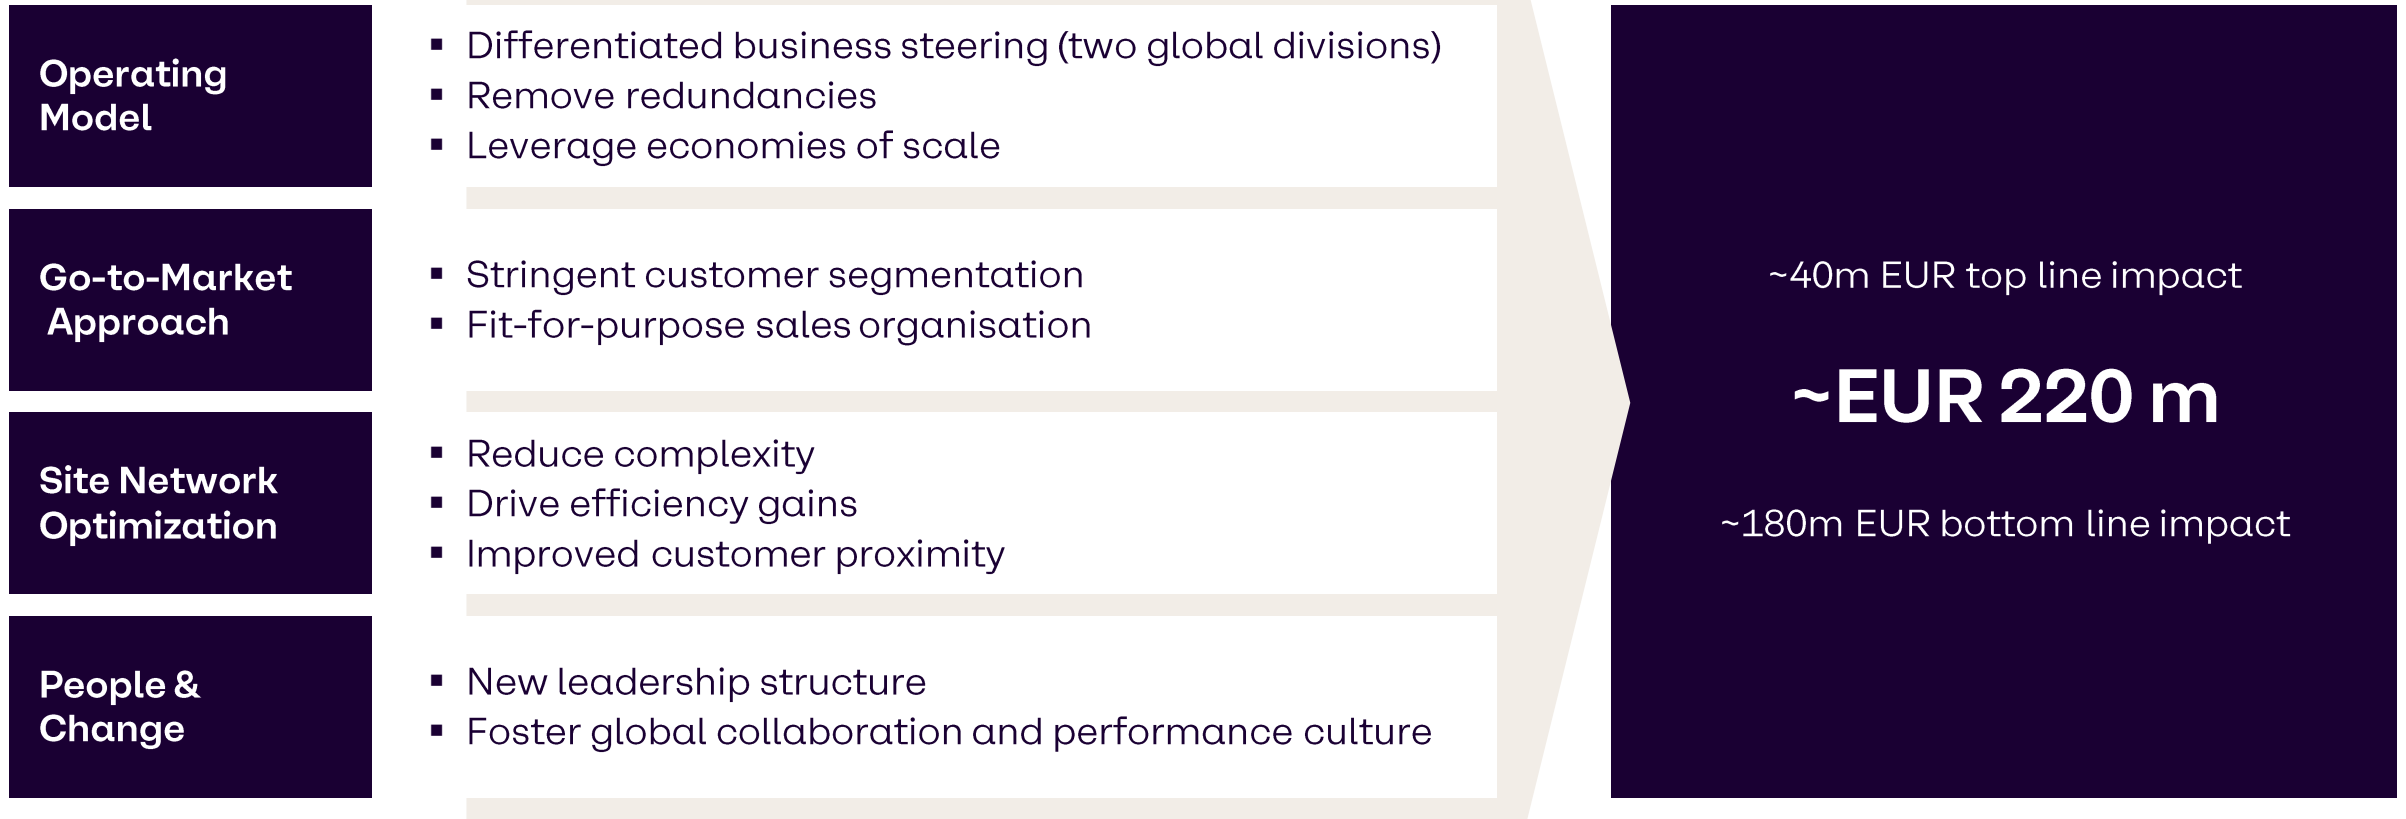 Operating
Model
▪ Differentiated business steering (two global divisions)
▪ Remove redundancies
▪ Leverage economies of scale
Go-to-Market
Approach
▪ Stringent customer segmentation
▪ Fit-for-purpose sales organisation
Site Network
Optimization
▪ Reduce complexity
▪ Drive efficiency gains
▪ Improved customer proximity
People &
Change
▪ New leadership structure
▪ Foster global collaboration and performance culture
~40m EUR top line impact
~EUR 220 m
~180m EUR bottom line impact